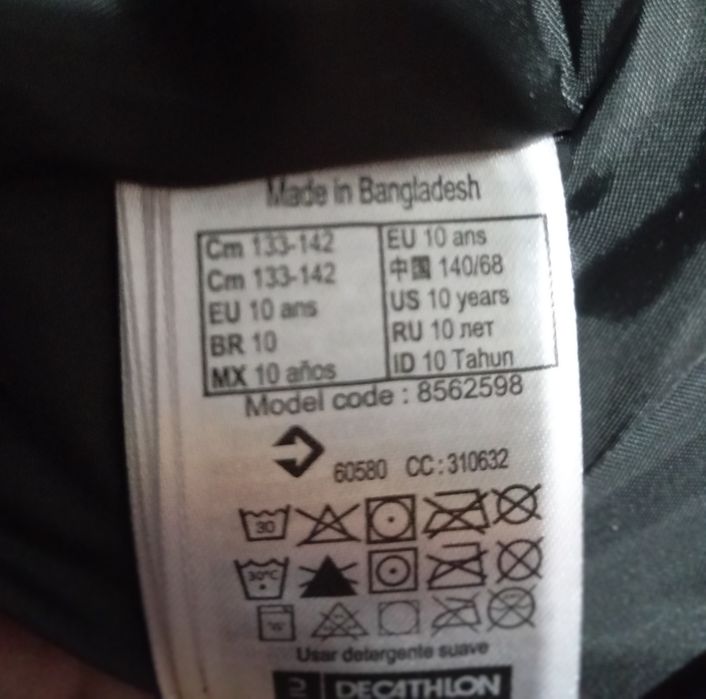 Made in Bangladesh
Cm 133-142
Cm 133-142
EU 10 ans
BR 10
MX 10 años
EU 10 ans
中国 140/68
US 10 years
RU 10 лет
ID 10 Tahun
Model code : 8562598
60580 CC : 310632
30
30°C
Usar detergente suave
DECATHLON